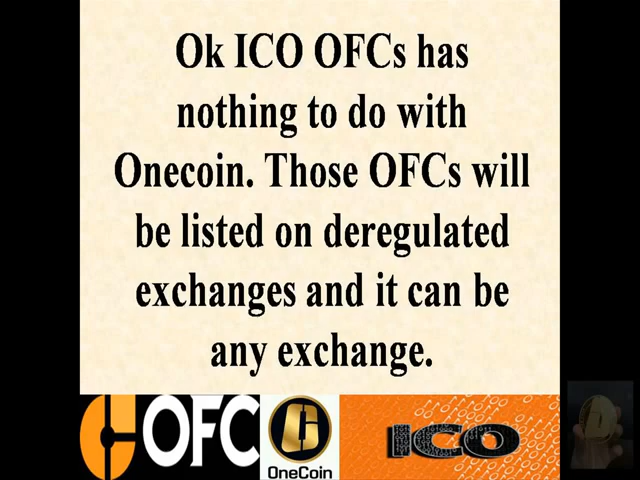 Ok ICO OFCs has
nothing to do with
Onecoin. Those OFCs will
be listed on deregulated
exchanges and it can be
any exchange.
OFC
OneCoin
ICO